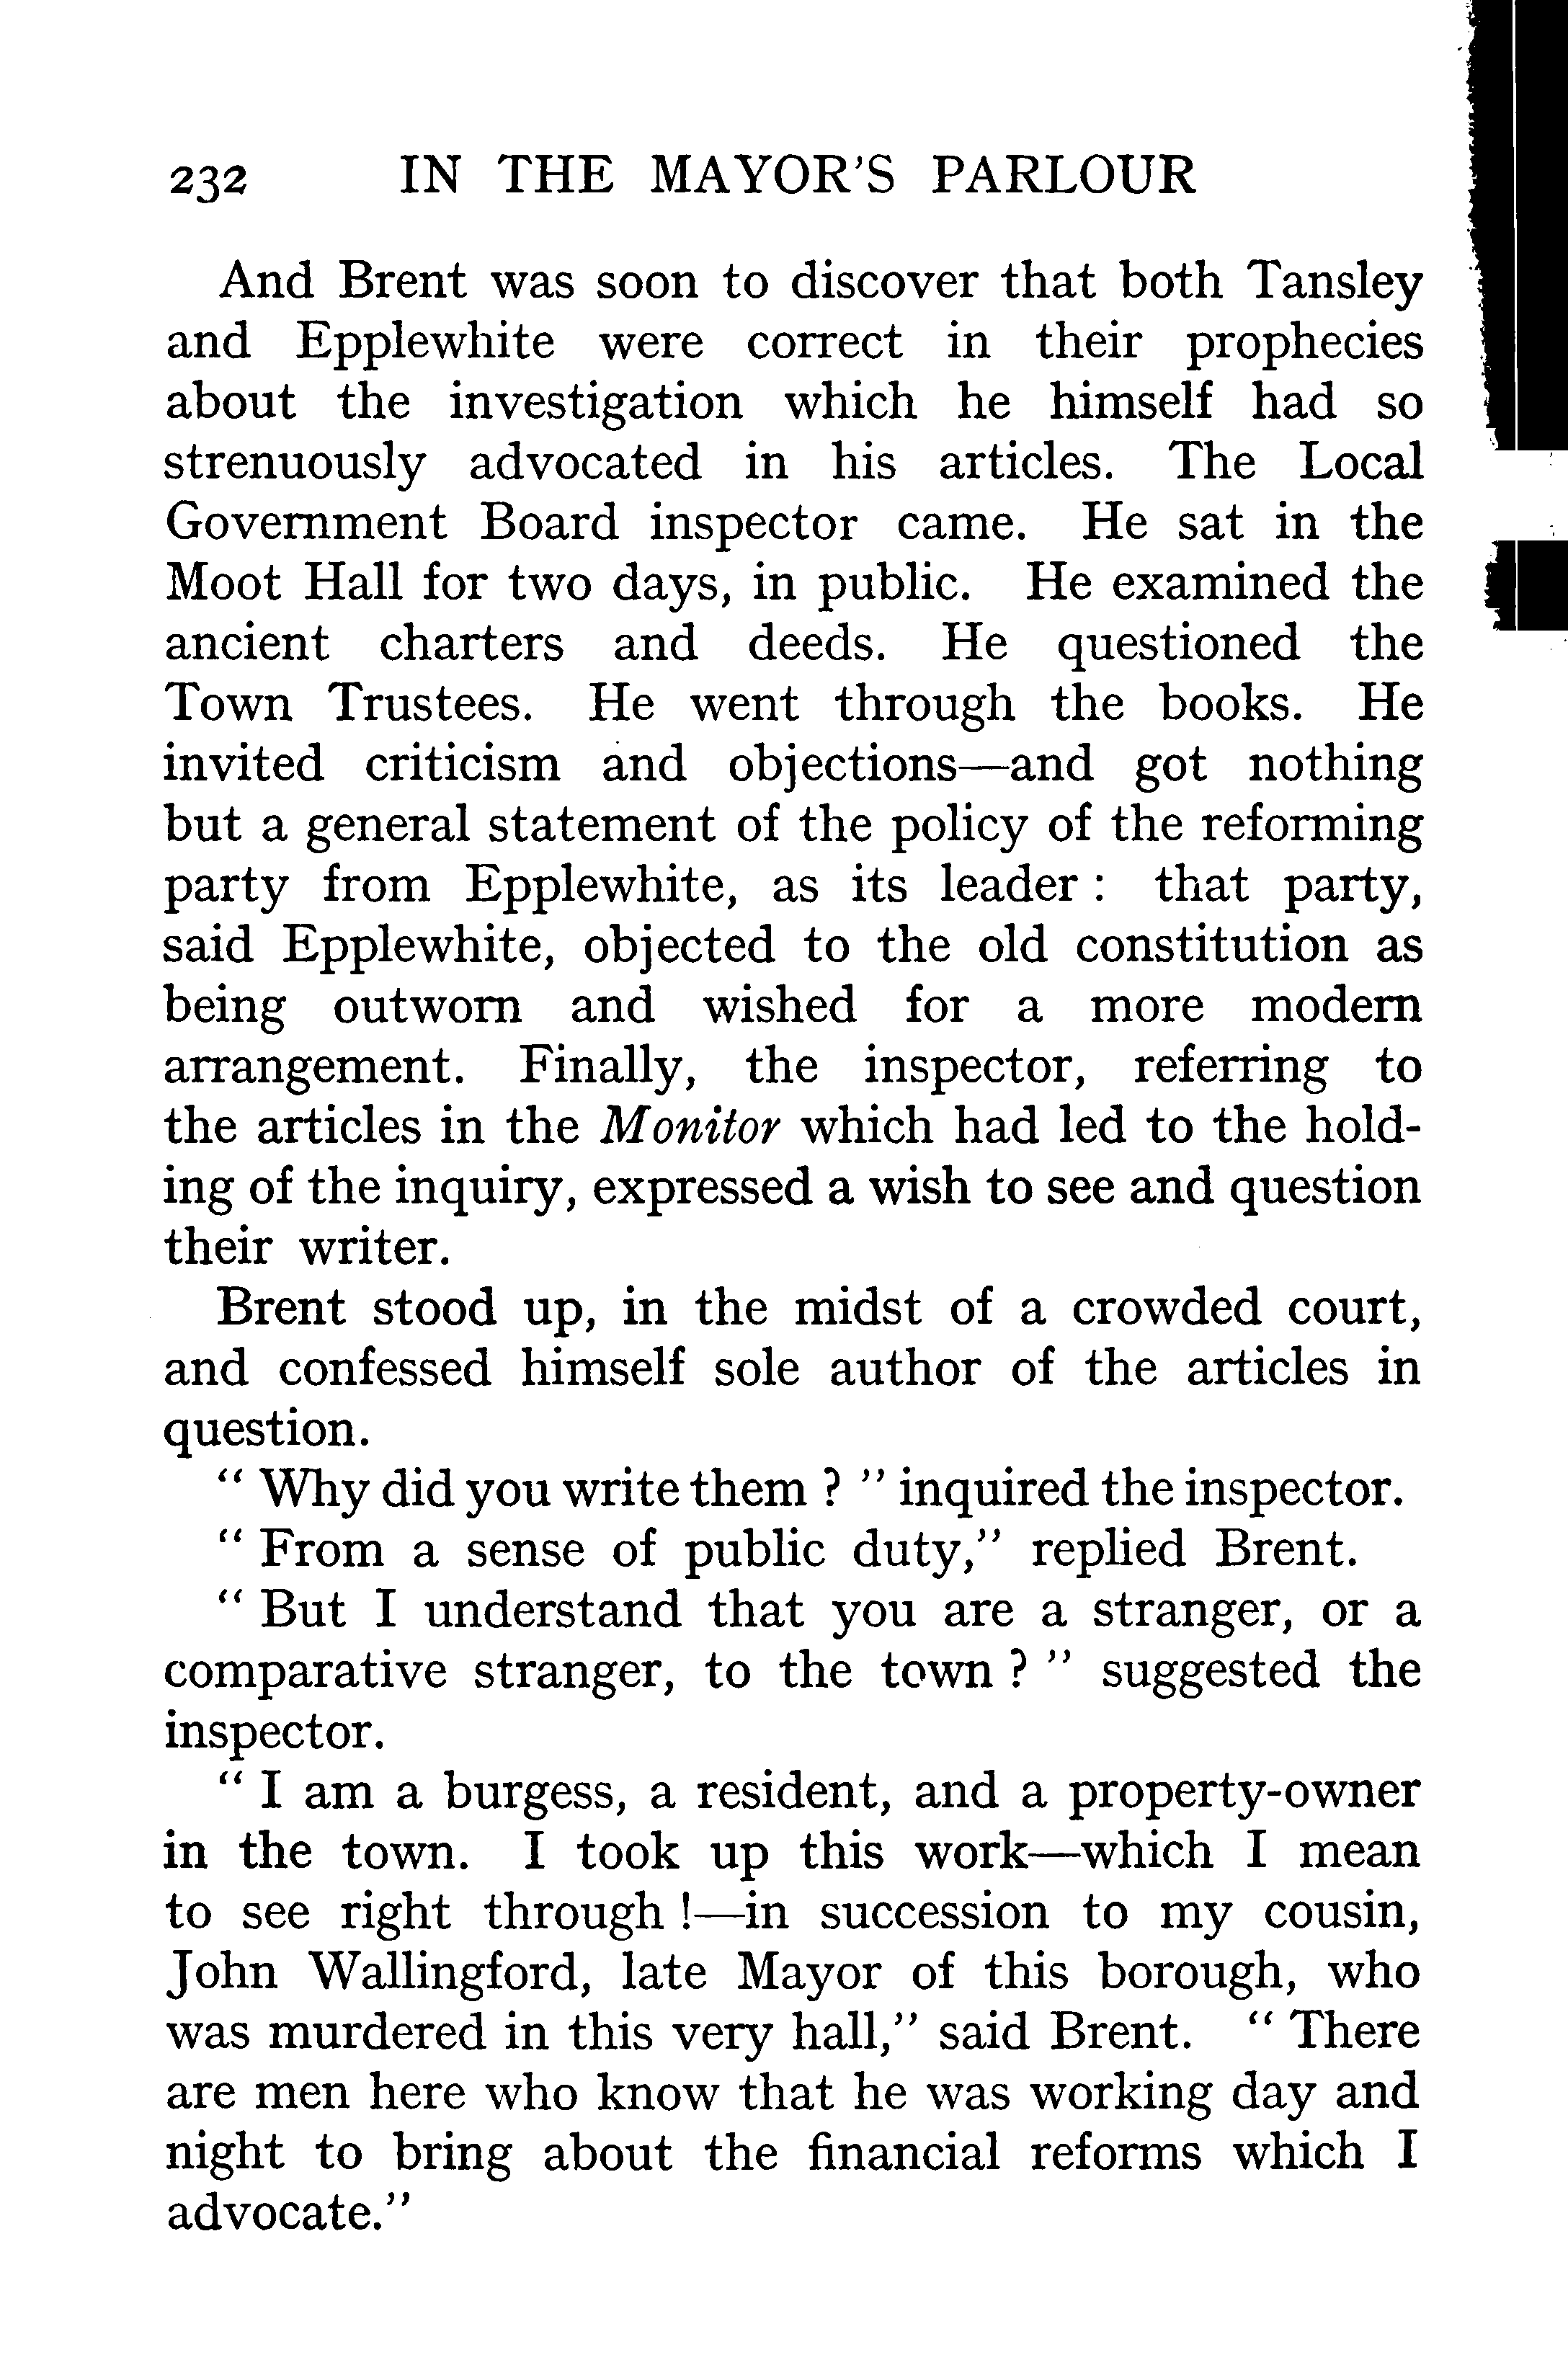 232 IN THE MAYOR'S PARLOUR
And Brent was soon to discover that both Tansley
and Epplewhite were correct in their prophecies
about the investigation which he himself had so
strenuously advocated in his articles. The Local
Government Board inspector came. He sat in the
Moot Hall for two days, in public. He examined the
ancient charters and deeds. He questioned the
Town Trustees. He went through the books. He
invited criticism and objections—and got nothing
but a general statement of the policy of the reforming
party from Epplewhite, as its leader : that party,
said Epplewhite, objected to the old constitution as
being outworn and wished for a more modern
arrangement. Finally, the inspector, referring to
the articles in the Monitor which had led to the hold-
ing of the inquiry, expressed a wish to see and question
their writer.
Brent stood up, in the midst of a crowded court,
and confessed himself sole author of the articles in
question.
“ Why did you write them ? ” inquired the inspector.
“ From a sense of public duty,” replied Brent.
“ But I understand that you are a stranger, or a
comparative stranger, to the town ? ” suggested the
inspector.
“ I am a burgess, a resident, and a property-owner
in the town. I took up this work—which I mean
to see right through !—in succession to my cousin,
John Wallingford, late Mayor of this borough, who
was murdered in this very hall,” said Brent. “ There
are men here who know that he was working day and
night to bring about the financial reforms which I
advocate.”